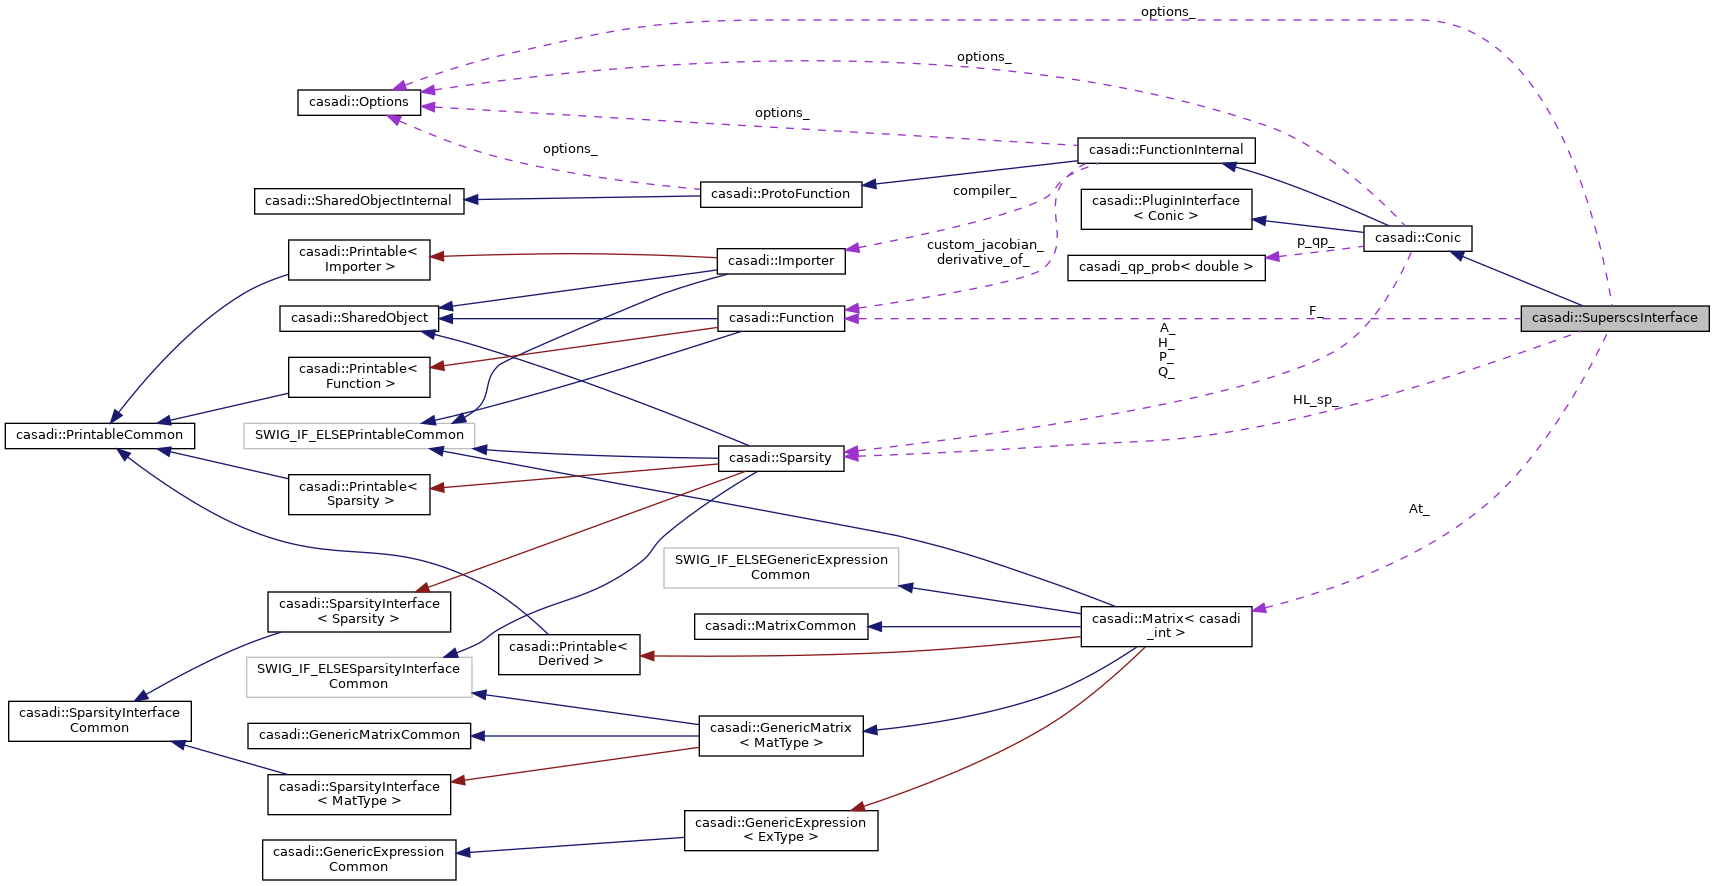 options_
options_
casadi::Options
options_
options_
casadi::FunctionInternal
casadi::ProtoFunction
compiler_
casadi::SharedObjectInternal
casadi::PluginInterface
< Conic >
casadi::Conic
p_qp_
custom_jacobian_
derivative_of_
casadi::Printable<
Importer >
casadi::Importer
casadi_qp_prob< double >
casadi::SharedObject
casadi::Function
F_
casadi::SuperscsInterface
A_
H_
P_
Q_
casadi::Printable<
Function >
HL_sp_
casadi::PrintableCommon
SWIG_IF_ELSEPrintableCommon
casadi::Sparsity
casadi::Printable<
Sparsity >
At_
SWIG_IF_ELSEGenericExpression
Common
casadi::SparsityInterface
< Sparsity >
casadi::MatrixCommon
casadi::Matrix< casadi
_int >
casadi::Printable<
Derived >
SWIG_IF_ELSESparsityInterface
Common
casadi::SparsityInterface
Common
casadi::GenericMatrixCommon
casadi::GenericMatrix
< MatType >
casadi::SparsityInterface
< MatType >
casadi::GenericExpression
< ExType >
casadi::GenericExpression
Common